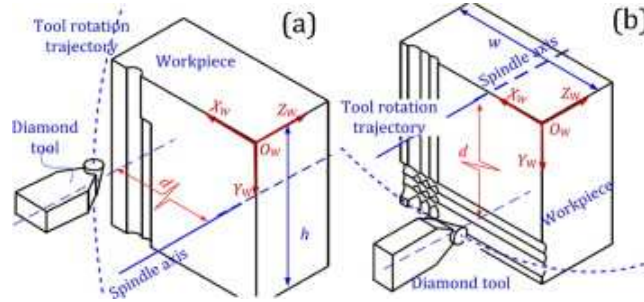 Tool rotation
trajectory
(a)
Workpiece
Diamond
tool
X_W
Z_W
O_W
Y_W
d
h
Spindle axis
(b)
w
Spindle axis
Tool rotation
trajectory
X_W
Z_W
O_W
Y_W
d
Workpiece
Diamond tool